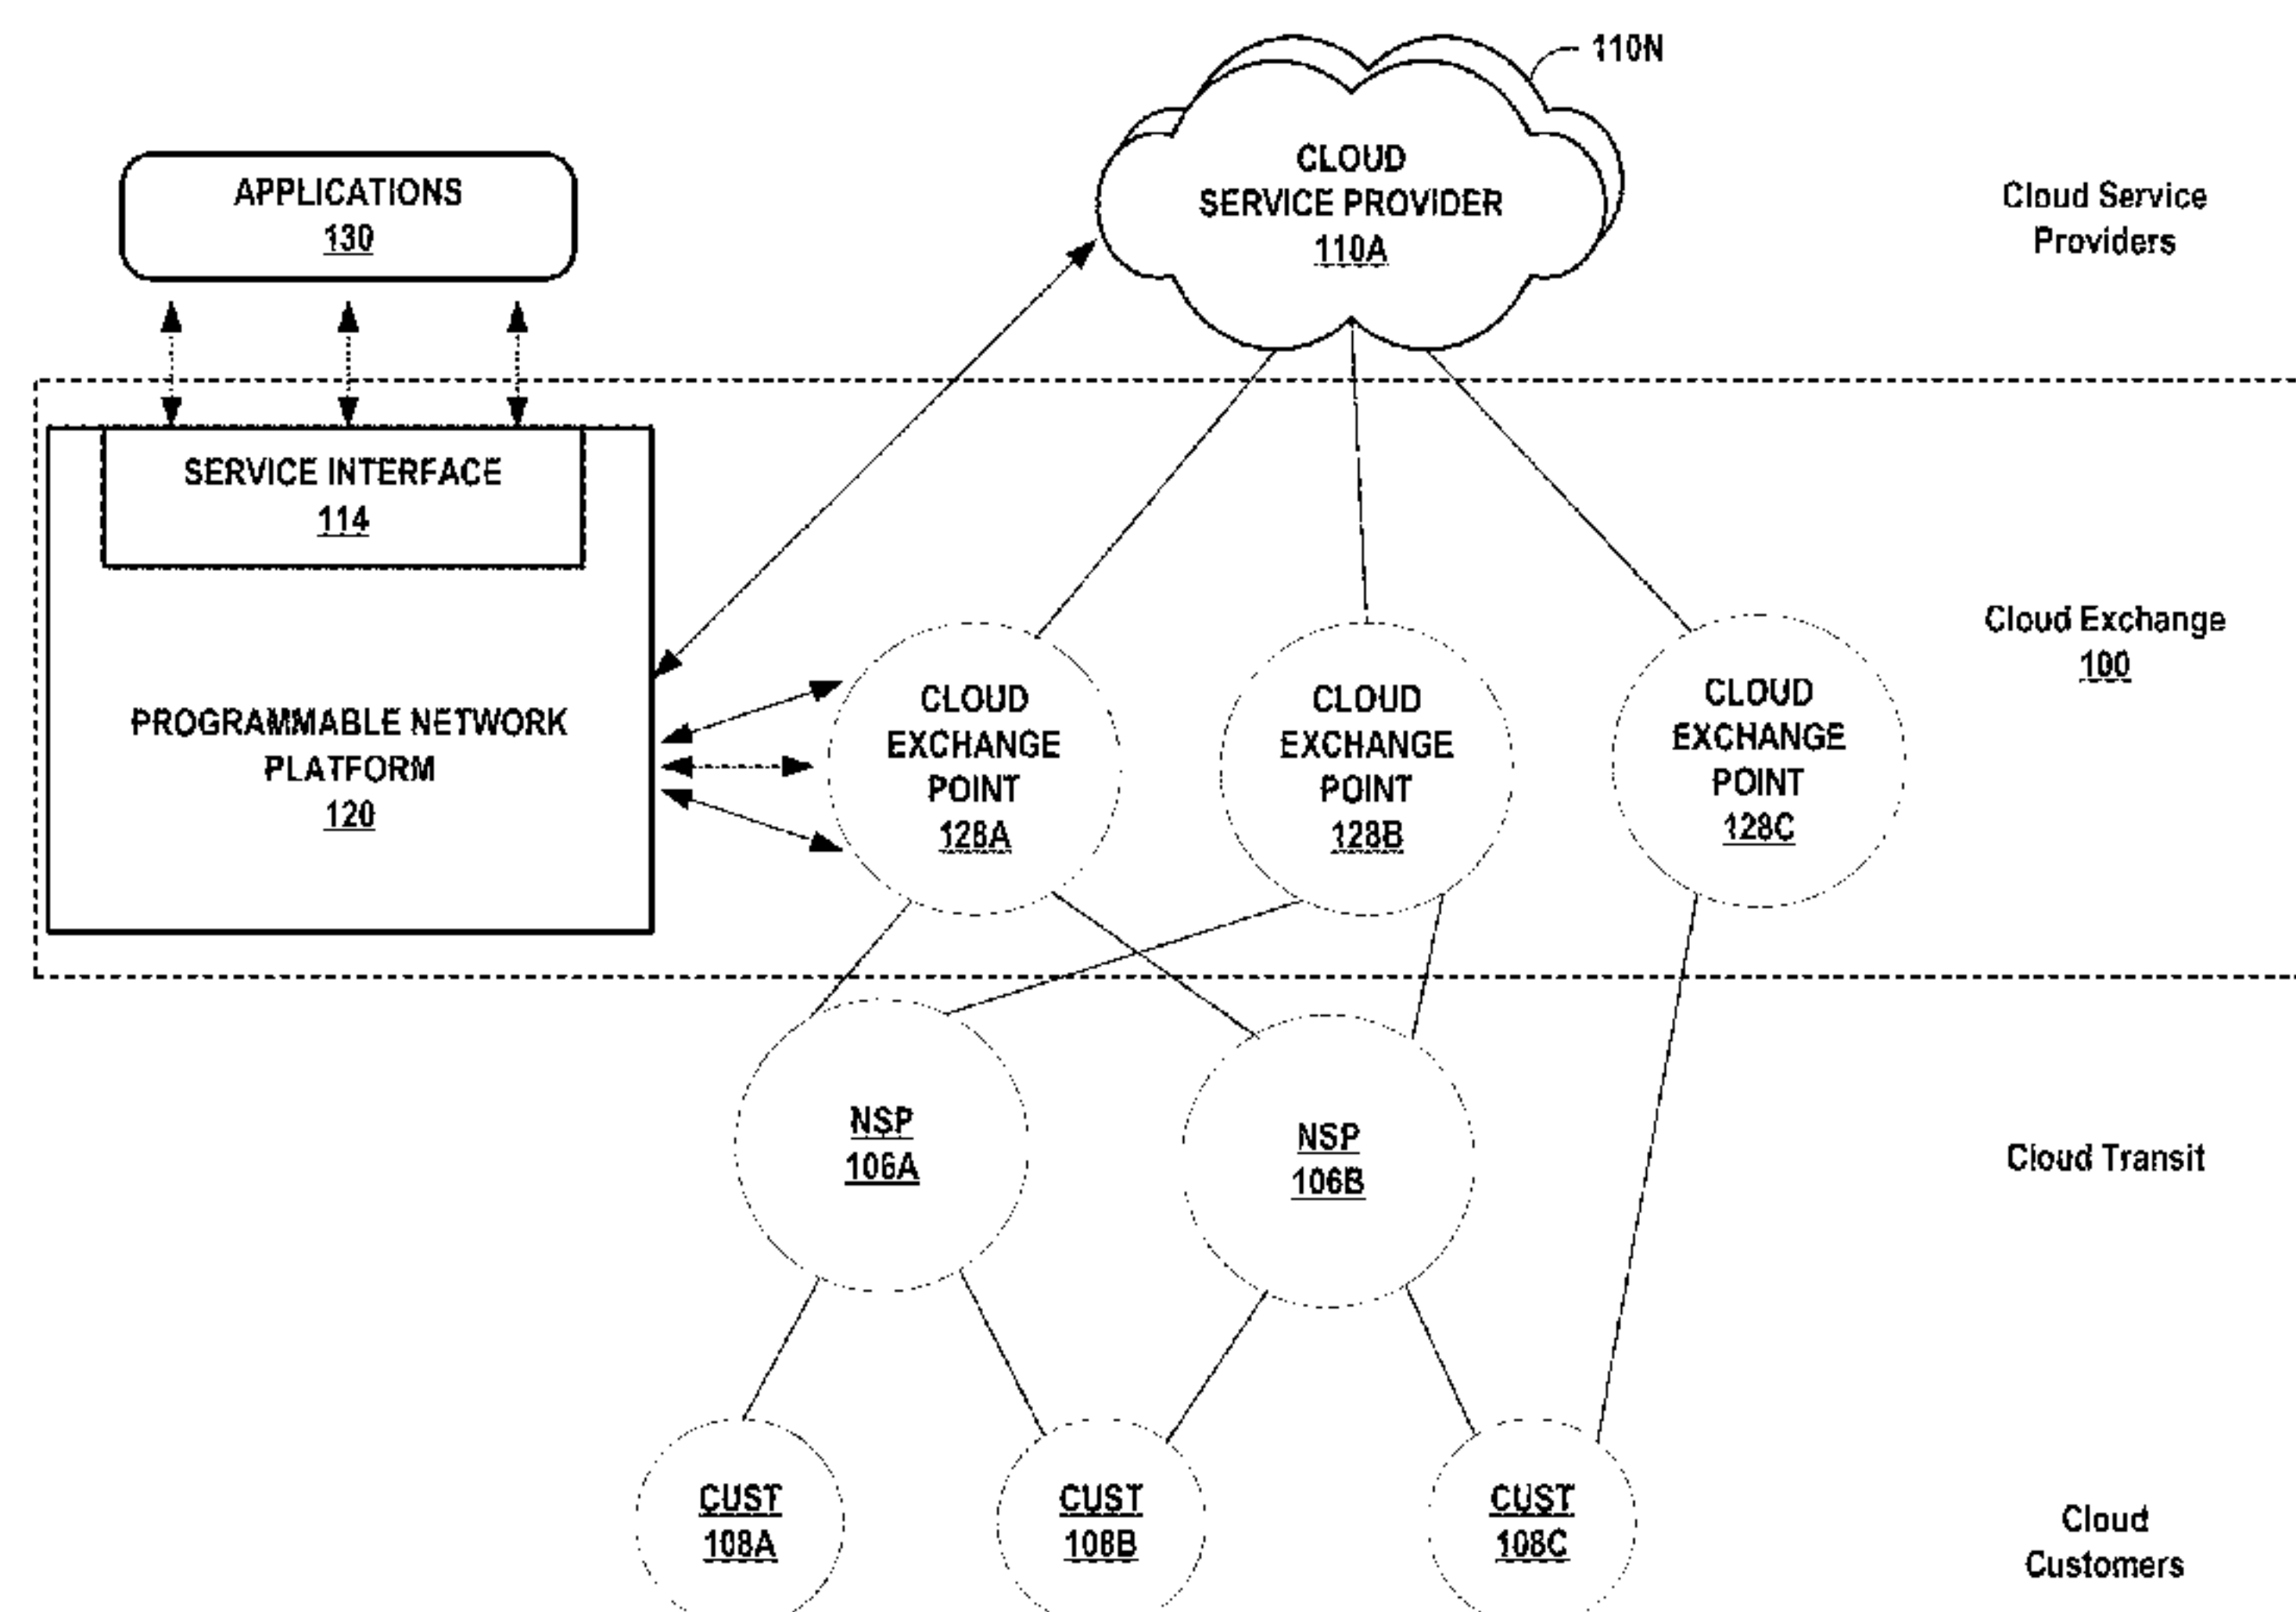 110N
CLOUD
SERVICE PROVIDER
110A
Cloud Service
Providers
APPLICATIONS
130
SERVICE INTERFACE
114
PROGRAMMABLE NETWORK
PLATFORM
120
CLOUD
EXCHANGE
POINT
128A
CLOUD
EXCHANGE
POINT
128B
CLOUD
EXCHANGE
POINT
128C
Cloud Exchange
100
NSP
106A
NSP
106B
Cloud Transit
CUST
108A
CUST
108B
CUST
108C
Cloud
Customers